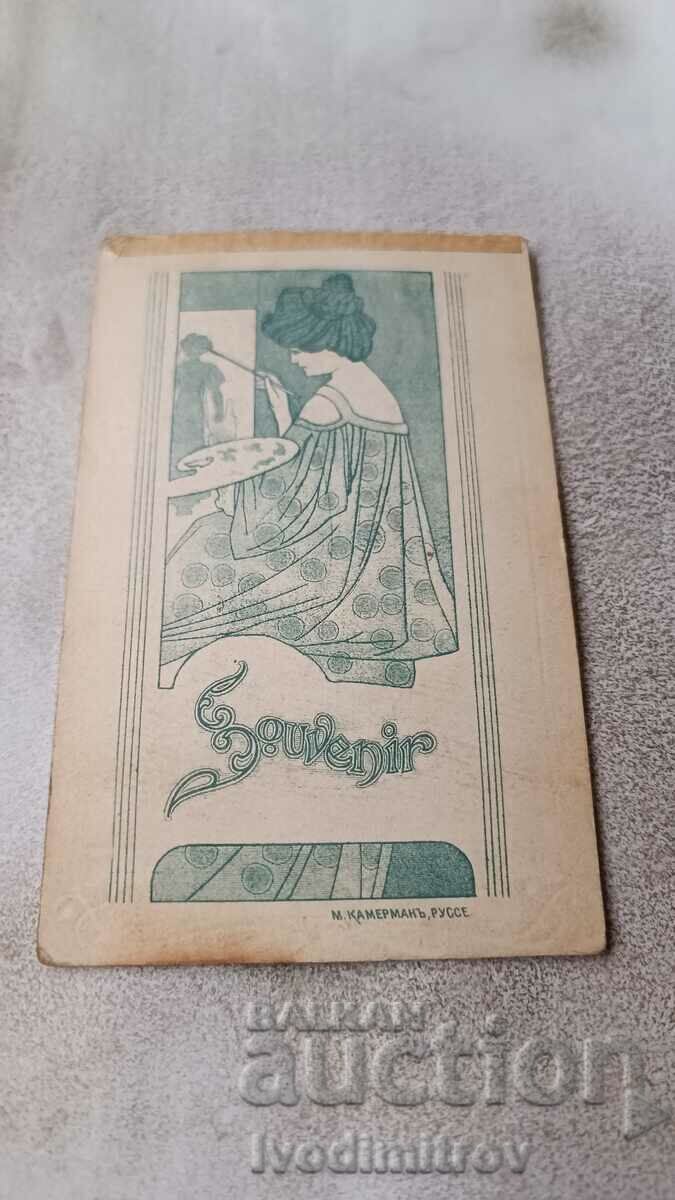 Souvenir
М. КАМЕРМАНЪ, РУССЕ
BALKAN
auction
Ivodimitrov